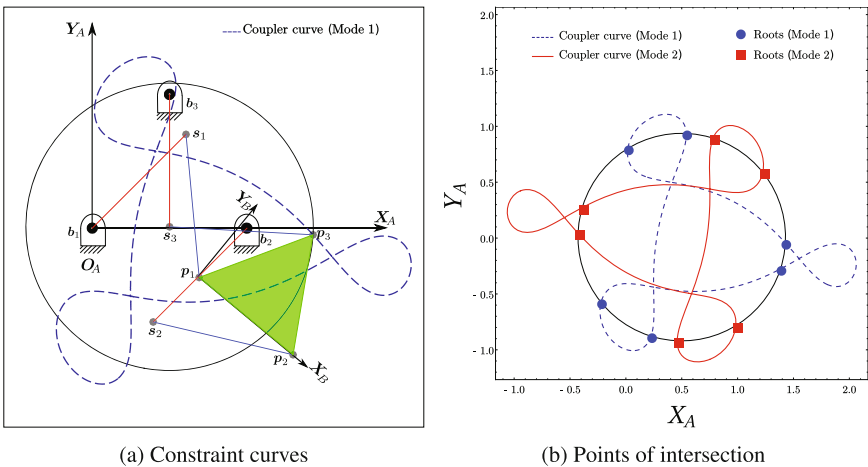 Y_A
Coupler curve (Mode 1)
b_3
s_1
Y_B
X_A
b_1
b_2
s_3
p_3
O_A
p_1
s_2
p_2
X_B
(a) Constraint curves
Coupler curve (Mode 1)
Roots (Mode 1)
Coupler curve (Mode 2)
Roots (Mode 2)
2.0
1.5
1.0
0.5
0.0
- 0.5
- 1.0
Y_A
- 1.0
- 0.5
0.0
0.5
1.0
1.5
2.0
X_A
(b) Points of intersection